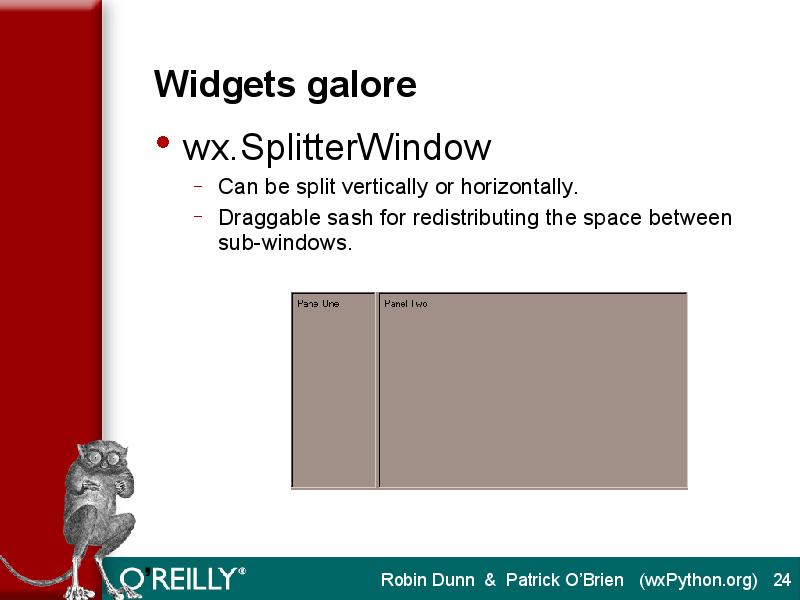 Widgets galore
• wx.SplitterWindow
– Can be split vertically or horizontally.
– Draggable sash for redistributing the space between
sub-windows.
Panel One
Panel Two
O'REILLY®
Robin Dunn & Patrick O'Brien (wxPython.org) 24